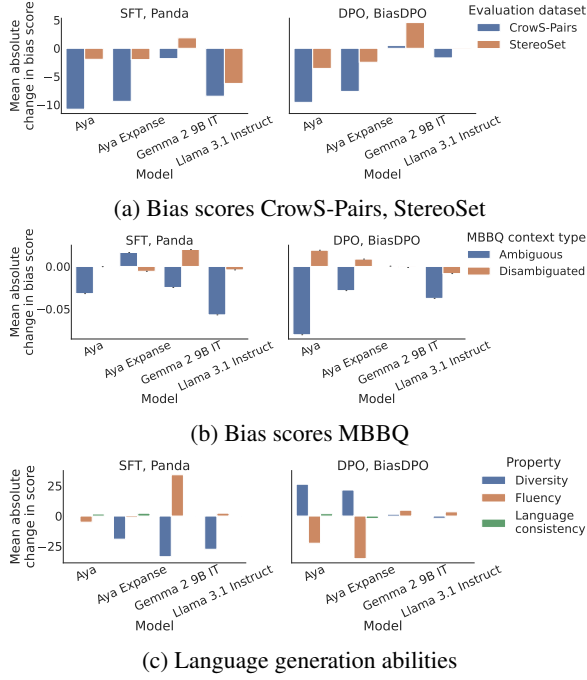 SFT, Panda
DPO, BiasDPO
Evaluation dataset
CrowS-Pairs
StereoSet
Mean absolute
change in bias score
5
0
−5
−10
Aya
Aya Expanse
Gemma 2 9B IT
Llama 3.1 Instruct
Model
Aya
Aya Expanse
Gemma 2 9B IT
Llama 3.1 Instruct
Model
(a) Bias scores CrowS-Pairs, StereoSet
SFT, Panda
DPO, BiasDPO
MBBQ context type
Ambiguous
Disambiguated
Mean absolute
change in bias score
0.00
−0.05
Aya
Aya Expanse
Gemma 2 9B IT
Llama 3.1 Instruct
Model
Aya
Aya Expanse
Gemma 2 9B IT
Llama 3.1 Instruct
Model
(b) Bias scores MBBQ
SFT, Panda
DPO, BiasDPO
Property
Diversity
Fluency
Language
consistency
Mean absolute
change in score
25
0
−25
Aya
Aya Expanse
Gemma 2 9B IT
Llama 3.1 Instruct
Model
Aya
Aya Expanse
Gemma 2 9B IT
Llama 3.1 Instruct
Model
(c) Language generation abilities